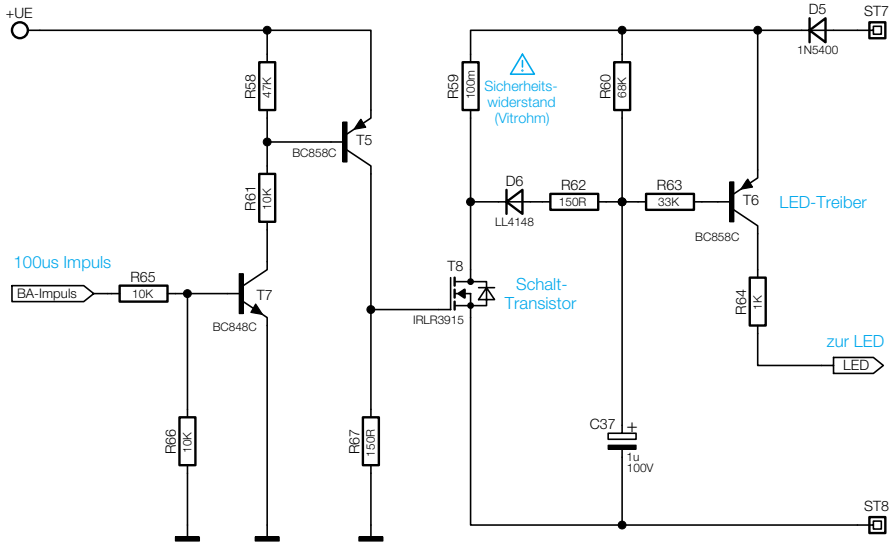 +UE
D5
ST7
1N5400
R58
47K
R59
100m
Sicherheits-
widerstand
(Vitrohm)
R60
68K
T5
BC858C
R61
10K
D6
LL4148
R62
150R
R63
33K
T6
BC858C
LED-Treiber
100us Impuls
BA-Impuls
R65
10K
T7
BC848C
T8
IRLR3915
Schalt-
Transistor
R64
1K
zur LED
LED
R66
10K
R67
150R
C37
+
1u
100V
ST8